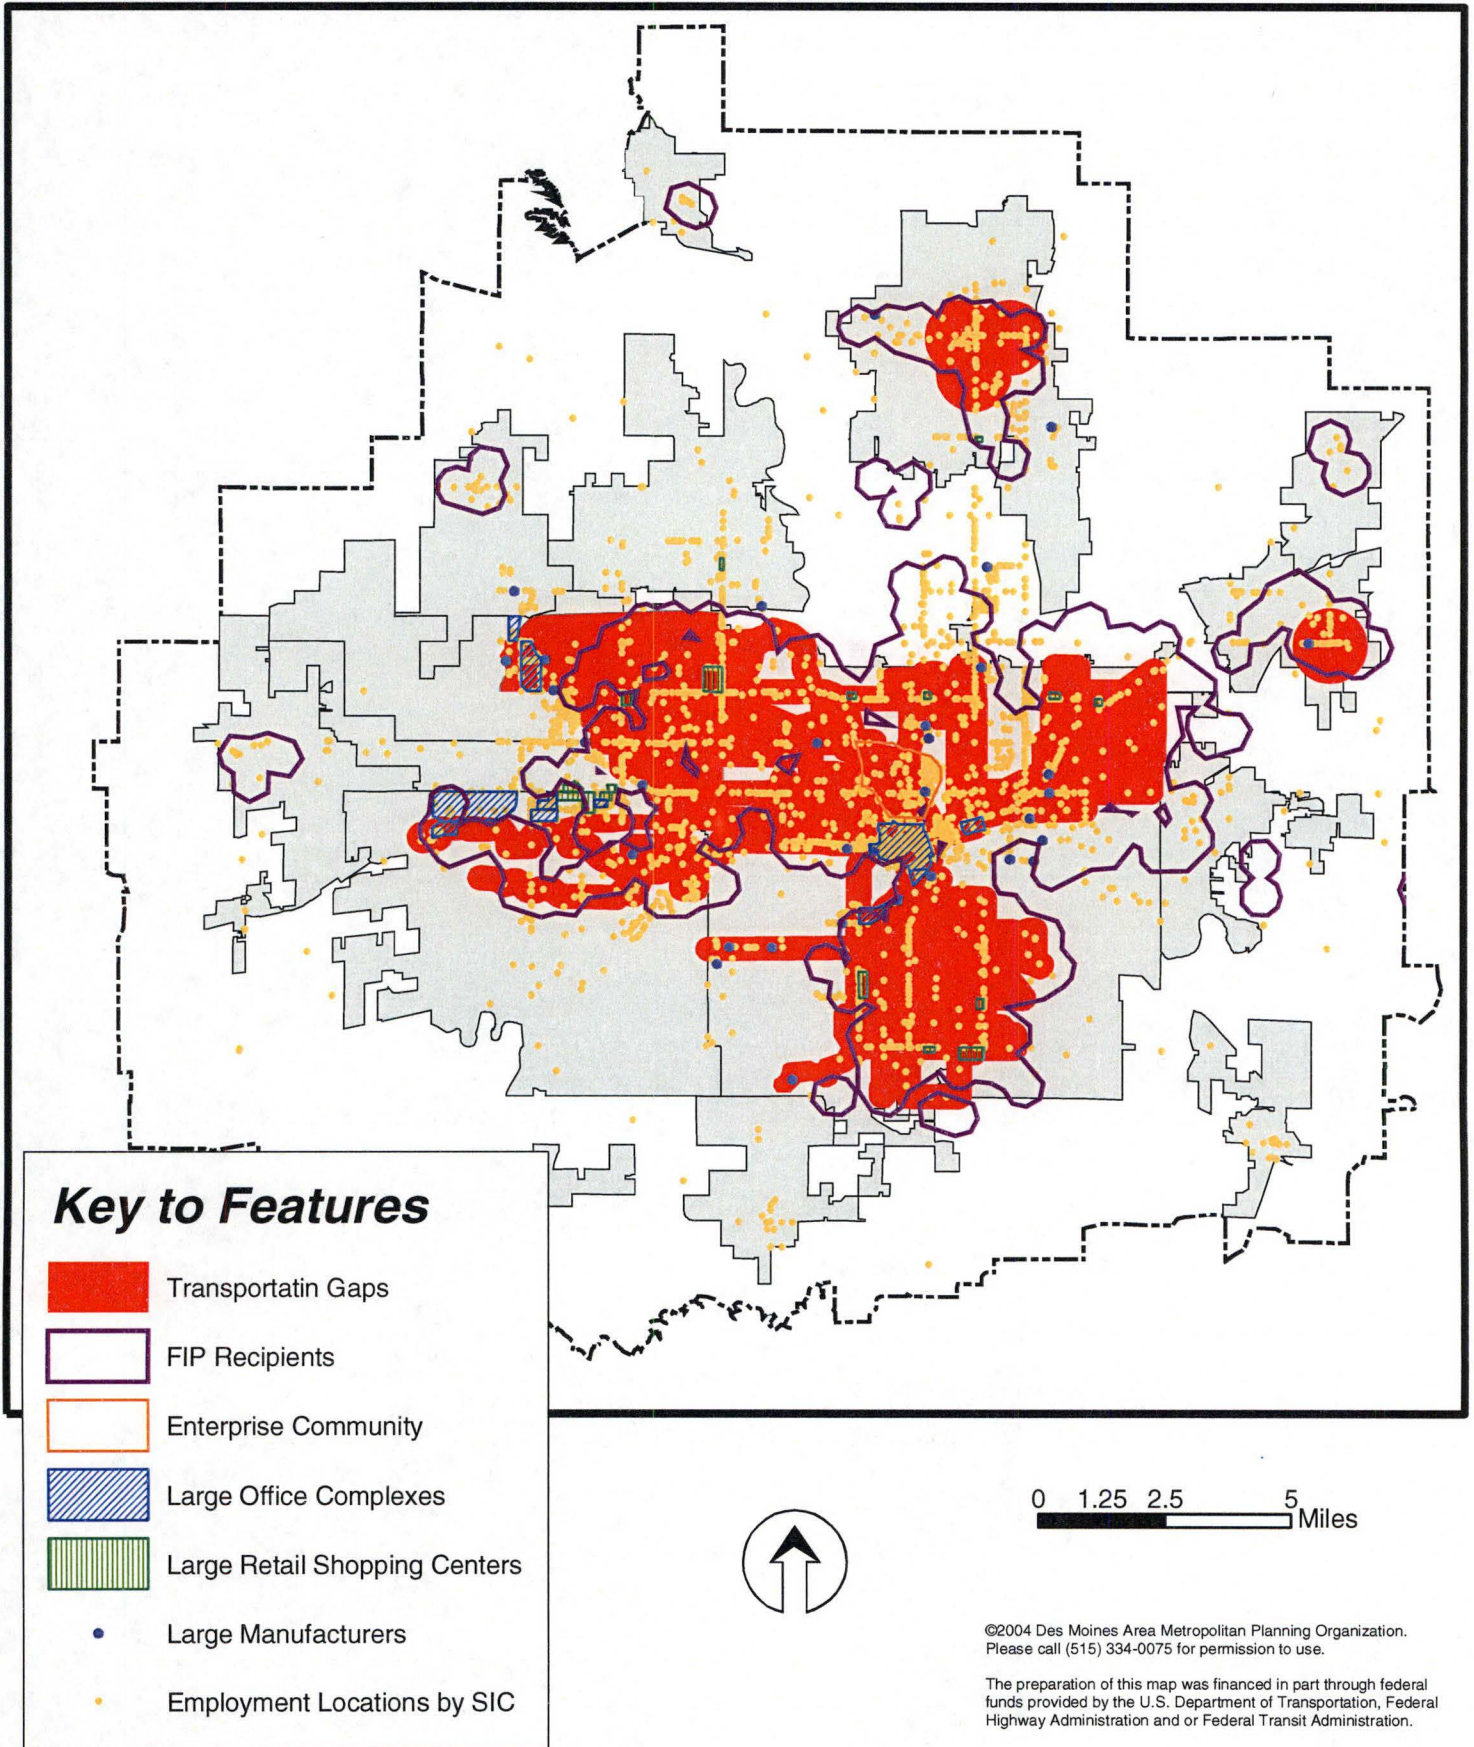 Key to Features
Transportatin Gaps
FIP Recipients
Enterprise Community
Large Office Complexes
Large Retail Shopping Centers
Large Manufacturers
Employment Locations by SIC
0 1.25 2.5 5
Miles
©2004 Des Moines Area Metropolitan Planning Organization.
Please call (515) 334-0075 for permission to use.
The preparation of this map was financed in part through federal
funds provided by the U.S. Department of Transportation, Federal
Highway Administration and or Federal Transit Administration.